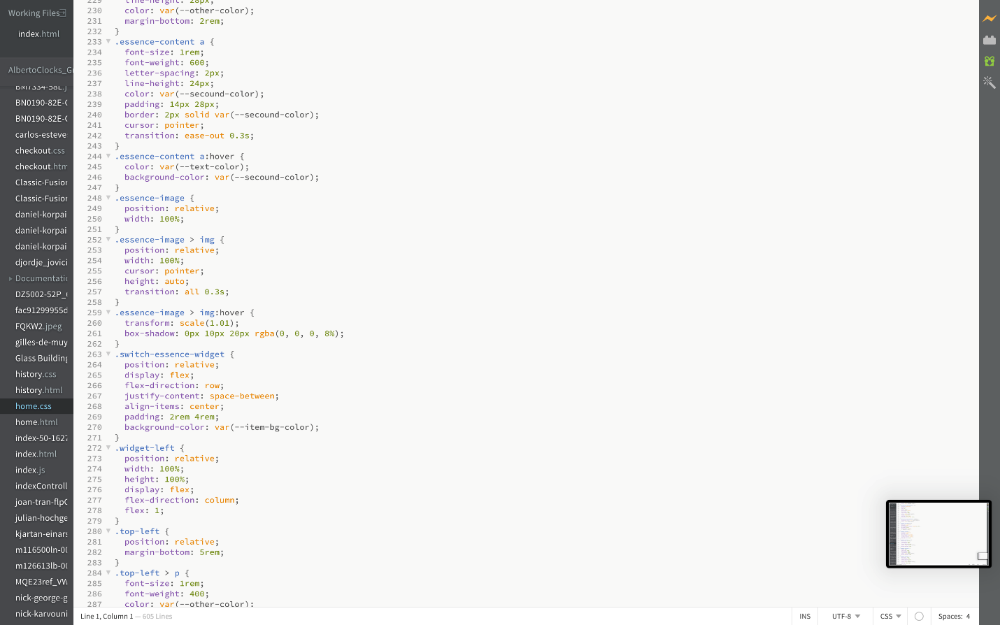 Working Files
index.html
AlbertoClocks_Gr
BM7334-58L.j
BN0190-82E-C
BN0190-82E-C
carlos-esteve
checkout.css
checkout.htm
Classic-Fusion
Classic-Fusion
daniel-korpai
daniel-korpai
daniel-korpai
djordje_jovici
Documentatio
DZ5002-52P_
fac91299955d
FQKW2.jpeg
gilles-de-muy
Glass Building
history.css
history.html
home.css
home.html
index-50-1627
index.html
index.js
indexControll
joan-tran-flpC
julian-hochge
kjartan-einars
m116500ln-00
m126613lb-00
MQE23ref_VW
nick-george-g
nick-karvouni
229 line-height: 28px;
230 color: var(--other-color);
231 margin-bottom: 2rem;
232 }
233 .essence-content a {
234 font-size: 1rem;
235 font-weight: 600;
236 letter-spacing: 2px;
237 line-height: 24px;
238 color: var(--secound-color);
239 padding: 14px 28px;
240 border: 2px solid var(--secound-color);
241 cursor: pointer;
242 transition: ease-out 0.3s;
243 }
244 .essence-content a:hover {
245 color: var(--text-color);
246 background-color: var(--secound-color);
247 }
248 .essence-image {
249 position: relative;
250 width: 100%;
251 }
252 .essence-image > img {
253 position: relative;
254 width: 100%;
255 cursor: pointer;
256 height: auto;
257 transition: all 0.3s;
258 }
259 .essence-image > img:hover {
260 transform: scale(1.01);
261 box-shadow: 0px 10px 20px rgba(0, 0, 0, 8%);
262 }
263 .switch-essence-widget {
264 position: relative;
265 display: flex;
266 flex-direction: row;
267 justify-content: space-between;
268 align-items: center;
269 padding: 2rem 4rem;
270 background-color: var(--item-bg-color);
271 }
272 .widget-left {
273 position: relative;
274 width: 100%;
275 height: 100%;
276 display: flex;
277 flex-direction: column;
278 flex: 1;
279 }
280 .top-left {
281 position: relative;
282 margin-bottom: 5rem;
283 }
284 .top-left > p {
285 font-size: 1rem;
286 font-weight: 400;
287 color: var(--other-color);
Line 1, Column 1 — 605 Lines
INS
UTF-8
CSS
Spaces: 4